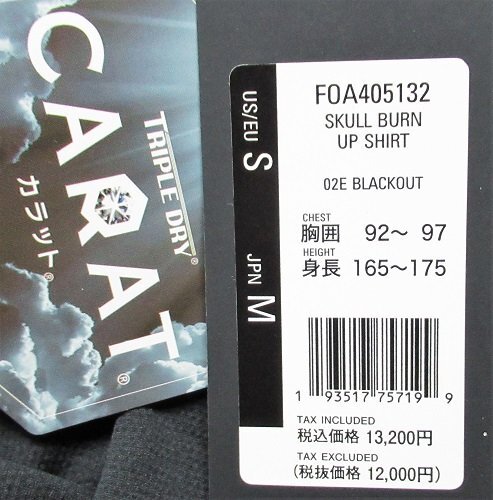 TRIPLE DRY®
CARAT®
カラット®
US/EU S
JPN M
FOA405132
SKULL BURN
UP SHIRT
02E BLACKOUT
CHEST
胸囲 92～ 97
HEIGHT
身長 165～175
1 93517 75719 9
TAX INCLUDED
税込価格 13,200円
TAX EXCLUDED
(税抜価格 12,000円)